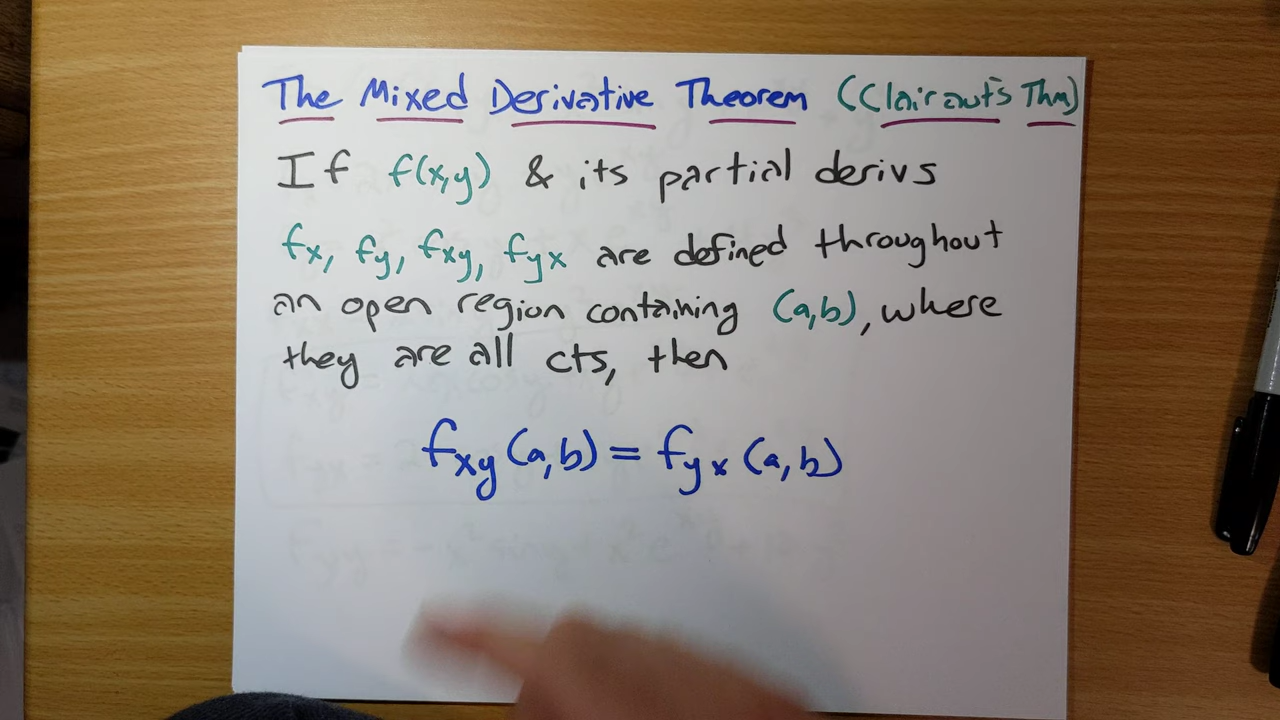 The Mixed Derivative Theorem (Clairaut's Thm)
If f(x,y) & its partial derivs
fx, fy, fxy, fyx are defined throughout
an open region containing (a,b), where
they are all cts, then
fxy (a,b) = fyx (a,b)